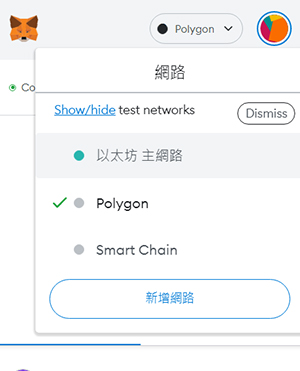 Polygon
Co
網路
Show/hide test networks
Dismiss
以太坊 主網路
Polygon
Smart Chain
新增網路